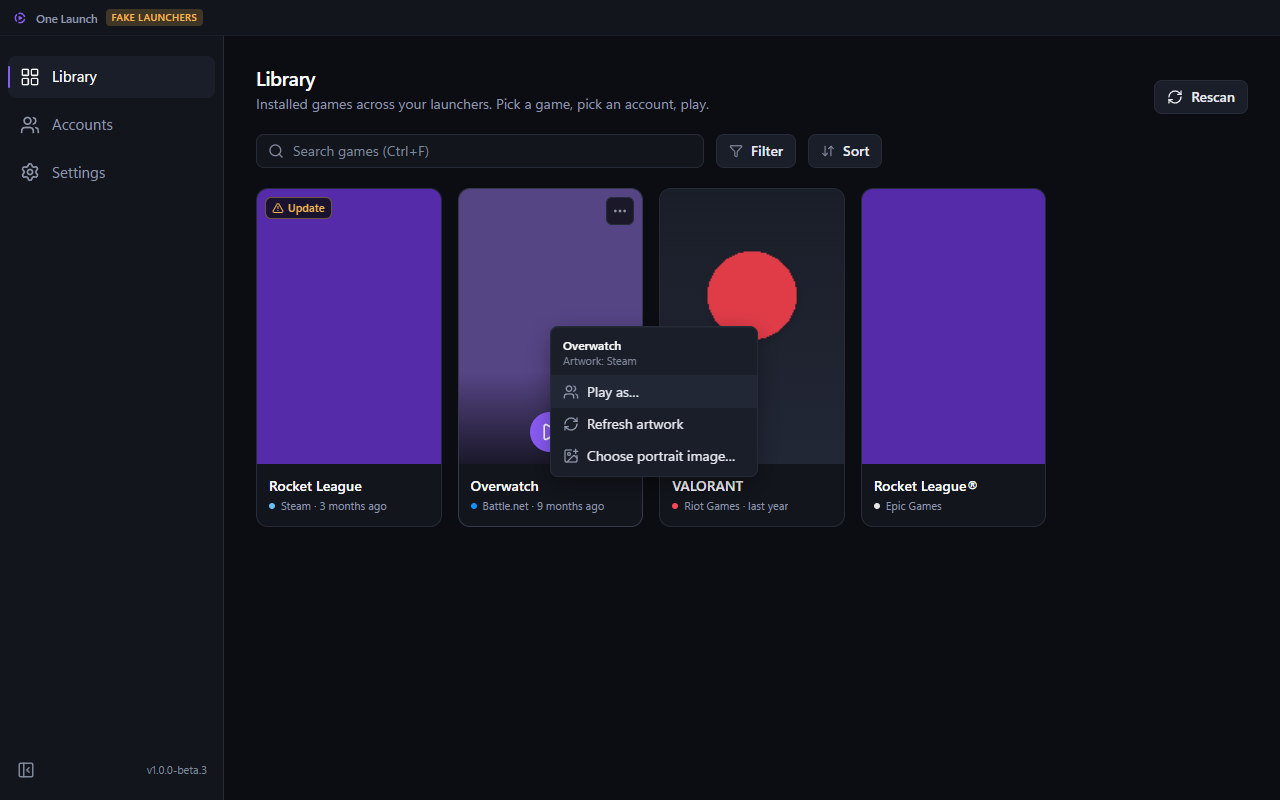 One Launch FAKE LAUNCHERS
Library
Accounts
Settings
v1.0.0-beta.3
Library
Installed games across your launchers. Pick a game, pick an account, play.
Rescan
Search games (Ctrl+F)
Filter
Sort
Update
Rocket League
Steam · 3 months ago
Overwatch
Battle.net · 9 months ago
VALORANT
Riot Games · last year
Rocket League®
Epic Games
Overwatch
Artwork: Steam
Play as...
Refresh artwork
Choose portrait image...